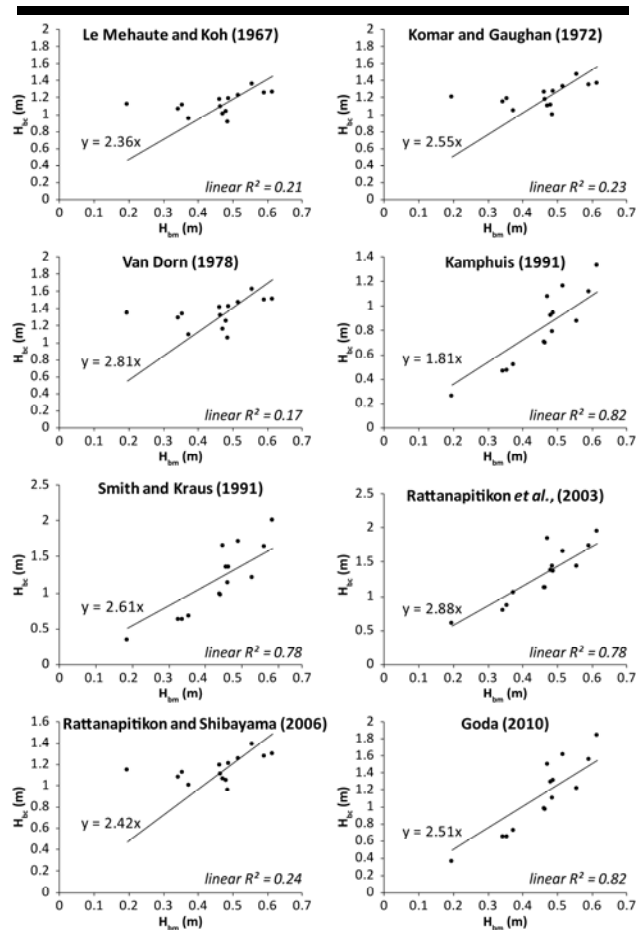 Le Mehaute and Koh (1967)
2
1.8
1.6
1.4
1.2
1
0.8
0.6
0.4
0.2
0
H_bc (m)
y = 2.36x
linear R² = 0.21
0 0.1 0.2 0.3 0.4 0.5 0.6 0.7
H_bm (m)
Komar and Gaughan (1972)
2
1.8
1.6
1.4
1.2
1
0.8
0.6
0.4
0.2
0
H_bc (m)
y = 2.55x
linear R² = 0.23
0 0.1 0.2 0.3 0.4 0.5 0.6 0.7
H_bm (m)
Van Dorn (1978)
2
1.8
1.6
1.4
1.2
1
0.8
0.6
0.4
0.2
0
H_bc (m)
y = 2.81x
linear R² = 0.17
0 0.1 0.2 0.3 0.4 0.5 0.6 0.7
H_bm (m)
Kamphuis (1991)
1.4
1.2
1
0.8
0.6
0.4
0.2
0
H_bc (m)
y = 1.81x
linear R² = 0.82
0 0.1 0.2 0.3 0.4 0.5 0.6 0.7
H_bm (m)
Smith and Kraus (1991)
2.5
2
1.5
1
0.5
0
H_bc (m)
y = 2.61x
linear R² = 0.78
0 0.1 0.2 0.3 0.4 0.5 0.6 0.7
H_bm (m)
Rattanapitikon et al., (2003)
2.5
2
1.5
1
0.5
0
H_bc (m)
y = 2.88x
linear R² = 0.78
0 0.1 0.2 0.3 0.4 0.5 0.6 0.7
H_bm (m)
Rattanapitikon and Shibayama (2006)
1.6
1.4
1.2
1
0.8
0.6
0.4
0.2
0
H_bc (m)
y = 2.42x
linear R² = 0.24
0 0.1 0.2 0.3 0.4 0.5 0.6 0.7
H_bm (m)
Goda (2010)
2
1.8
1.6
1.4
1.2
1
0.8
0.6
0.4
0.2
0
H_bc (m)
y = 2.51x
linear R² = 0.82
0 0.1 0.2 0.3 0.4 0.5 0.6 0.7
H_bm (m)